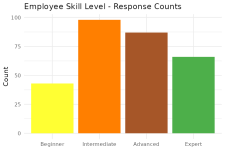 Employee Skill Level - Response Counts
100
75
50
25
0
Count
Beginner
Intermediate
Advanced
Expert